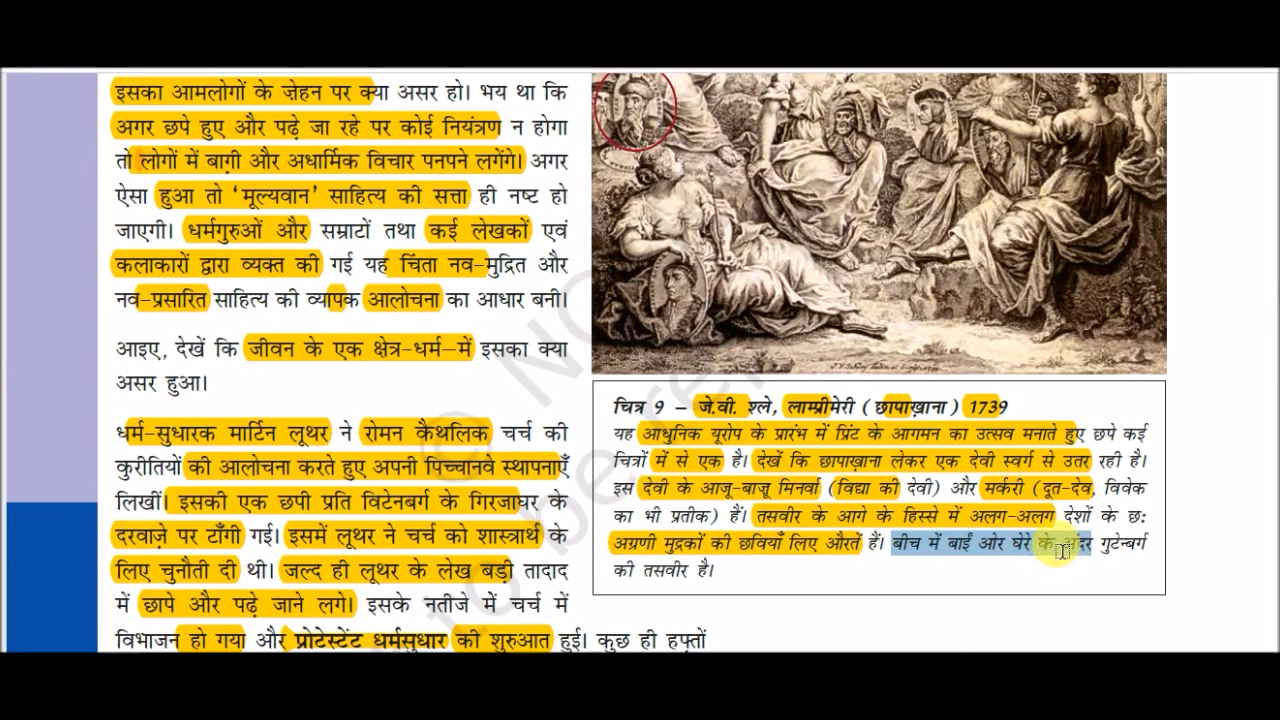 इसका आमलोगों के ज़ेहन पर क्या असर हो। भय था कि
अगर छपे हुए और पढ़े जा रहे पर कोई नियंत्रण न होगा
तो लोगों में बाग़ी और अधार्मिक विचार पनपने लगेंगे। अगर
ऐसा हुआ तो ‘मूल्यवान’ साहित्य की सत्ता ही नष्ट हो
जाएगी। धर्मगुरुओं और सम्राटों तथा कई लेखकों एवं
कलाकारों द्वारा व्यक्त की गई यह चिंता नव-मुद्रित और
नव-प्रसारित साहित्य की व्यापक आलोचना का आधार बनी।
आइए, देखें कि जीवन के एक क्षेत्र-धर्म–में इसका क्या
असर हुआ।
धर्म-सुधारक मार्टिन लूथर ने रोमन कैथलिक चर्च की
कुरीतियों की आलोचना करते हुए अपनी पिच्चानवे स्थापनाएँ
लिखीं। इसकी एक छपी प्रति विटेनबर्ग के गिरजाघर के
दरवाज़े पर टाँगी गई। इसमें लूथर ने चर्च को शास्त्रार्थ के
लिए चुनौती दी थी। जल्द ही लूथर के लेख बड़ी तादाद
में छापे और पढ़े जाने लगे। इसके नतीजे में चर्च में
विभाजन हो गया और प्रोटेस्टेंट धर्मसुधार की शुरुआत हुई। कुछ ही हफ्तों
चित्र 9 – जे.वी. श्ले, लाम्प्रीमेरी (छापाख़ाना) 1739
यह आधुनिक यूरोप के प्रारंभ में प्रिंट के आगमन का उत्सव मनाते हुए छपे कई
चित्रों में से एक है। देखें कि छापाख़ाना लेकर एक देवी स्वर्ग से उतर रही है।
इस देवी के आजू-बाजू मिनर्वा (विद्या की देवी) और मर्करी (दूत-देव, विवेक
का भी प्रतीक) हैं। तसवीर के आगे के हिस्से में अलग-अलग देशों के छः
अग्रणी मुद्रकों की छवियाँ लिए औरतें हैं। बीच में बाईं ओर घेरे के अंदर गुटेन्बर्ग
की तसवीर है।